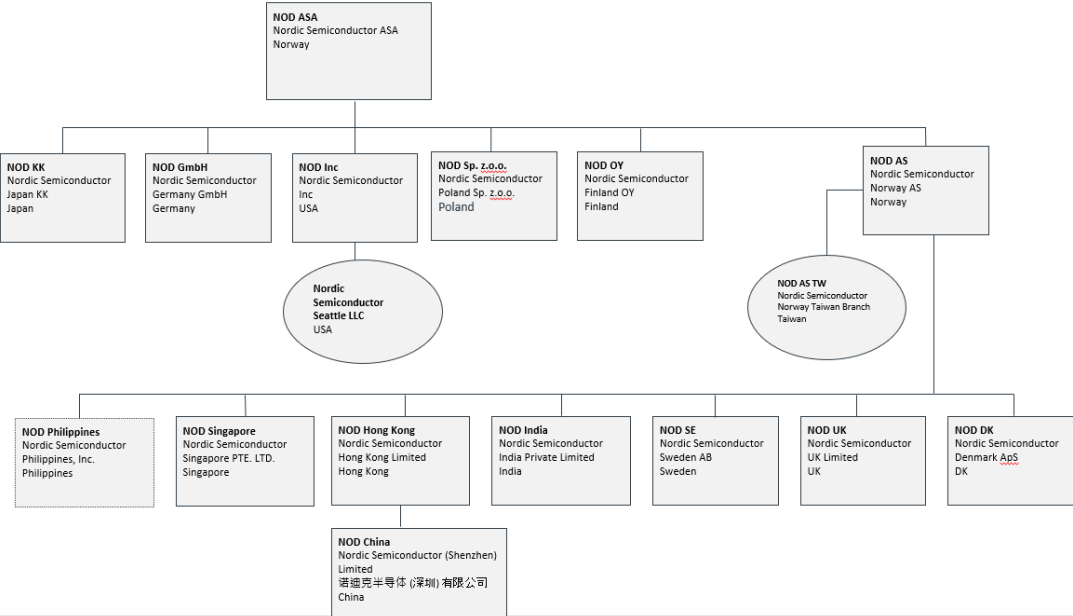 NOD ASA
Nordic Semiconductor ASA
Norway
NOD KK
Nordic Semiconductor
Japan KK
Japan
NOD GmbH
Nordic Semiconductor
Germany GmbH
Germany
NOD Inc
Nordic Semiconductor
Inc
USA
NOD Sp. z.o.o.
Nordic Semiconductor
Poland Sp. z.o.o.
Poland
NOD OY
Nordic Semiconductor
Finland OY
Finland
NOD AS
Nordic Semiconductor
Norway AS
Norway
Nordic
Semiconductor
Seattle LLC
USA
NOD AS TW
Nordic Semiconductor
Norway Taiwan Branch
Taiwan
NOD Philippines
Nordic Semiconductor
Philippines, Inc.
Philippines
NOD Singapore
Nordic Semiconductor
Singapore PTE. LTD.
Singapore
NOD Hong Kong
Nordic Semiconductor
Hong Kong Limited
Hong Kong
NOD India
Nordic Semiconductor
India Private Limited
India
NOD SE
Nordic Semiconductor
Sweden AB
Sweden
NOD UK
Nordic Semiconductor
UK Limited
UK
NOD DK
Nordic Semiconductor
Denmark ApS
DK
NOD China
Nordic Semiconductor (Shenzhen)
Limited
诺迪克半导体 (深圳) 有限公司
China